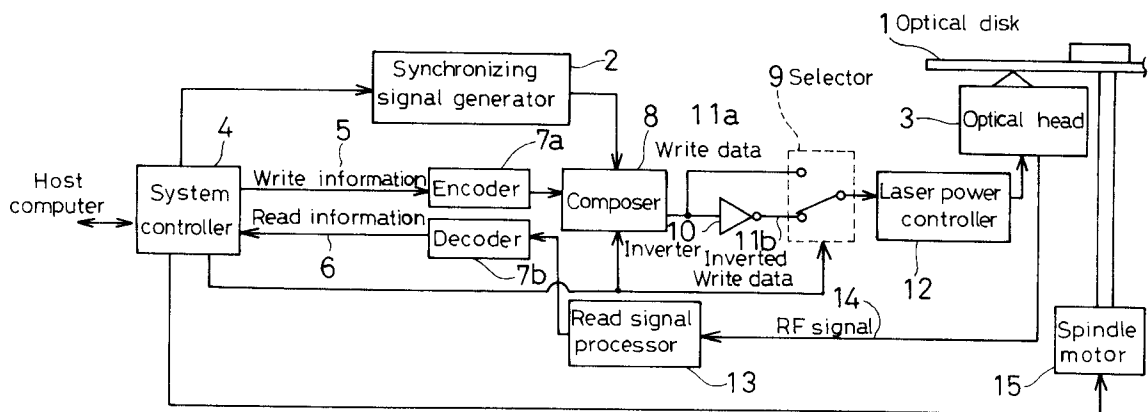 1 Optical disk
2
Synchronizing
signal generator
9 Selector
3
Optical head
4
5
7a
8
11a
Write data
Host
computer
System
controller
Write information
Encoder
Composer
Laser power
controller
Read information
Decoder
10
11b
Inverter
Inverted
Write data
6
7b
12
14
Read signal
processor
RF signal
Spindle
motor
13
15